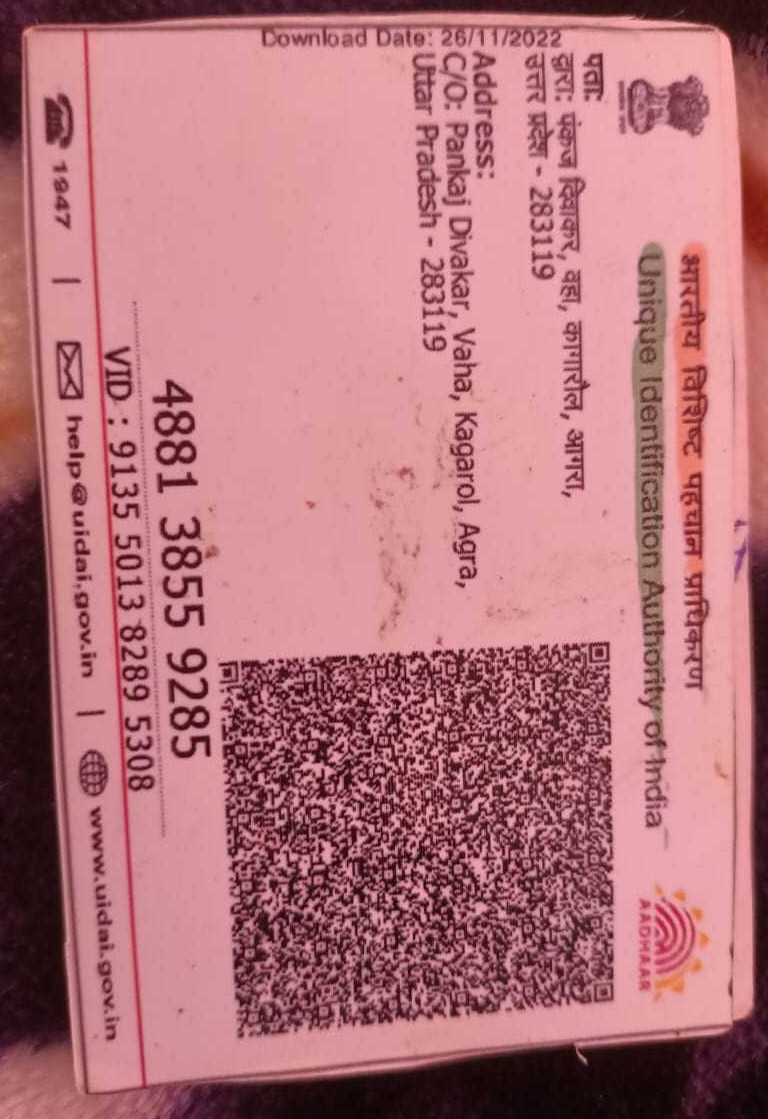 Download Date: 26/11/2022
भारतीय विशिष्ट पहचान प्राधिकरण
Unique Identification Authority of India
AADHAAR
पता:
द्वारा: पंकज दिवाकर, वहा, कागारौल, आगरा,
उत्तर प्रदेश - 283119
Address:
C/O: Pankaj Divakar, Vaha, Kagarol, Agra,
Uttar Pradesh - 283119
4881 3855 9285
VID : 9135 5013 8289 5308
1947 | help@uidai.gov.in | www.uidai.gov.in